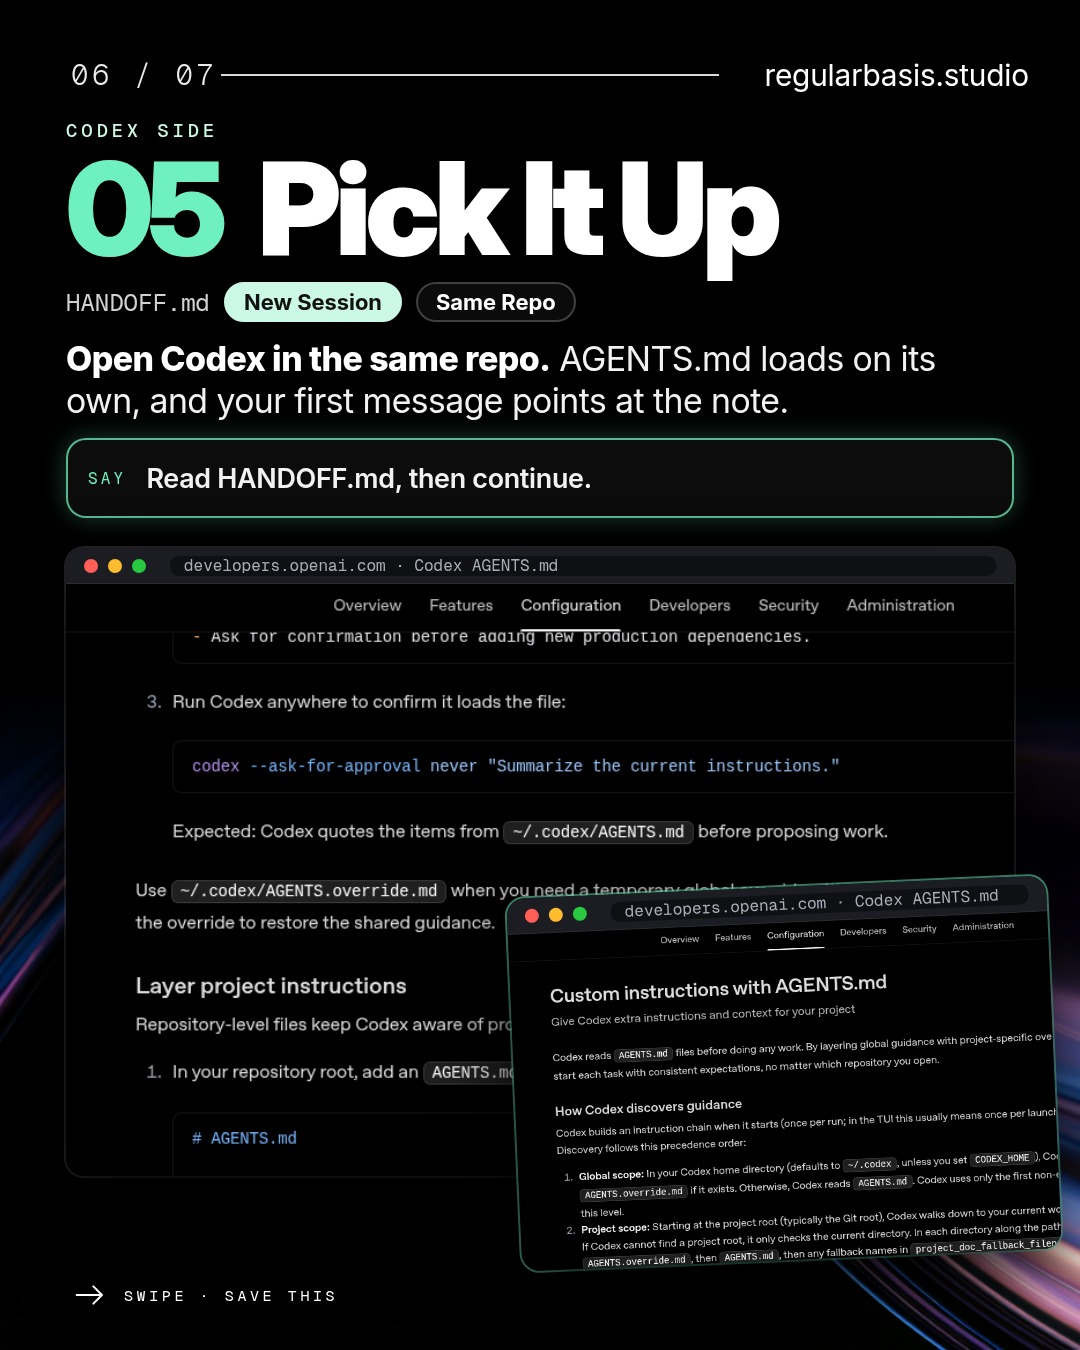 06 / 07
regularbasis.studio
CODEX SIDE
05 Pick It Up
HANDOFF.md New Session Same Repo
Open Codex in the same repo. AGENTS.md loads on its
own, and your first message points at the note.
SAY Read HANDOFF.md, then continue.
developers.openai.com · Codex AGENTS.md
Overview Features Configuration Developers Security Administration
- Ask for confirmation before adding new production dependencies.
3. Run Codex anywhere to confirm it loads the file:
codex --ask-for-approval never "Summarize the current instructions."
Expected: Codex quotes the items from ~/.codex/AGENTS.md before proposing work.
Use ~/.codex/AGENTS.override.md when you need a temporary global
the override to restore the shared guidance.
Layer project instructions
Repository-level files keep Codex aware of
1. In your repository root, add an AGENTS.md
# AGENTS.md
developers.openai.com · Codex AGENTS.md
Overview Features Configuration Developers Security Administration
Custom instructions with AGENTS.md
Give Codex extra instructions and context for your project
Codex reads AGENTS.md files before doing any work. By layering global guidance with project-specific ove
start each task with consistent expectations, no matter which repository you open.
How Codex discovers guidance
Codex builds an instruction chain when it starts (once per run; in the TUI this usually means once per launch
Discovery follows this precedence order:
1. Global scope: In your Codex home directory (defaults to ~/.codex, unless you set CODEX_HOME), Co
AGENTS.override.md if it exists. Otherwise, Codex reads AGENTS.md. Codex uses only the first non-e
this level.
2. Project scope: Starting at the project root (typically the Git root), Codex walks down to your current wo
If Codex cannot find a project root, it only checks the current directory. In each directory along the path
AGENTS.override.md, then AGENTS.md, then any fallback names in project_doc_fallback_filen
→ SWIPE · SAVE THIS